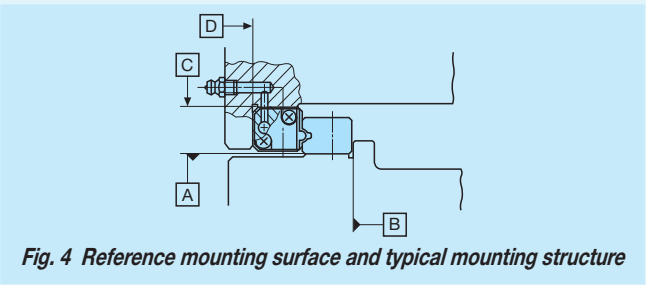 D
C
A
B
Fig. 4 Reference mounting surface and typical mounting structure